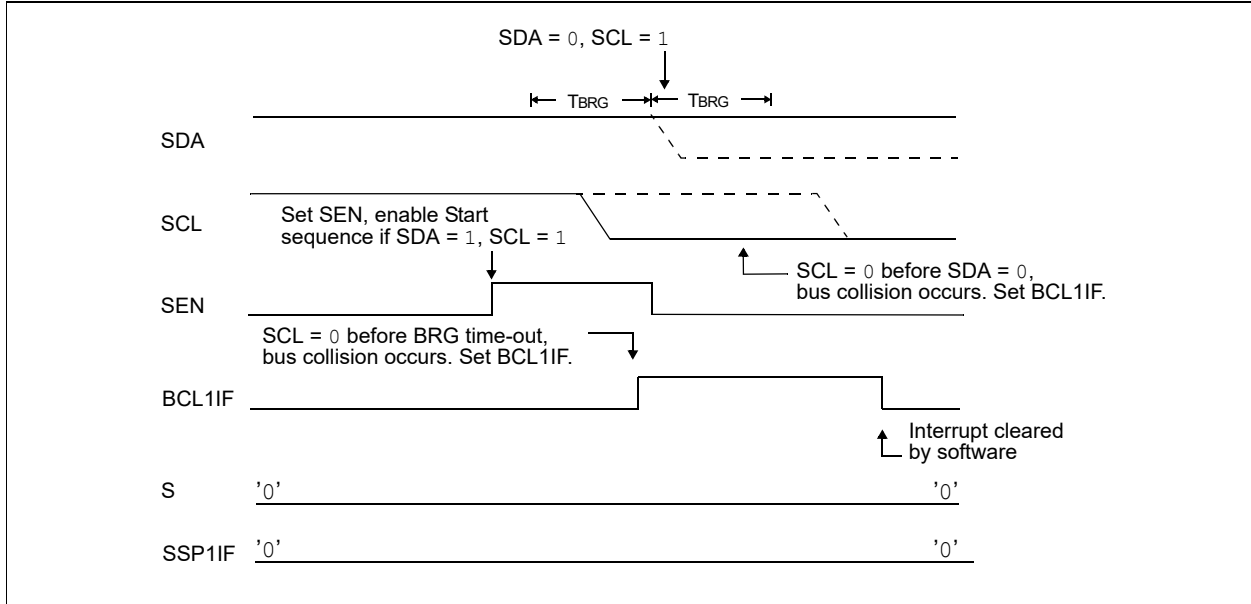 SDA = 0, SCL = 1
TBRG TBRG
SDA
SCL
Set SEN, enable Start
sequence if SDA = 1, SCL = 1
SCL = 0 before SDA = 0,
bus collision occurs. Set BCL1IF.
SEN
SCL = 0 before BRG time-out,
bus collision occurs. Set BCL1IF.
BCL1IF
Interrupt cleared
by software
S '0' '0'
SSP1IF '0' '0'